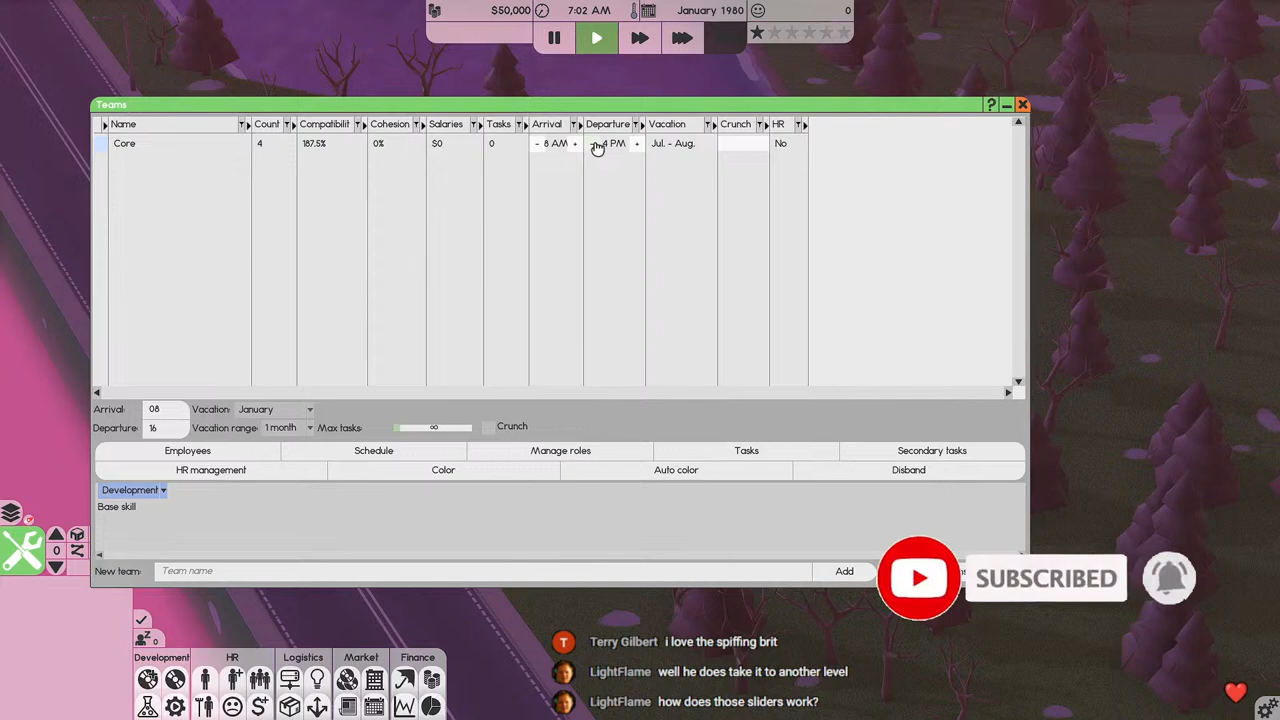 $50,000 7:02 AM January 1980 0
Teams
Name Count Compatibilit Cohesion Salaries Tasks Arrival Departure Vacation Crunch HR
Core 4 187.5% 0% $0 0 - 8 AM + 4 PM + Jul. - Aug. No
Arrival: 08 Vacation: January
Departure: 16 Vacation range: 1 month Max tasks: ∞ Crunch
Employees Schedule Manage roles Tasks Secondary tasks
HR management Color Auto color Disband
Development
Base skill
New team: Team name Add
SUBSCRIBED
0
0
Development HR Logistics Market Finance
T Terry Gilbert i love the spiffing brit
LightFlame well he does take it to another level
LightFlame how does those sliders work?